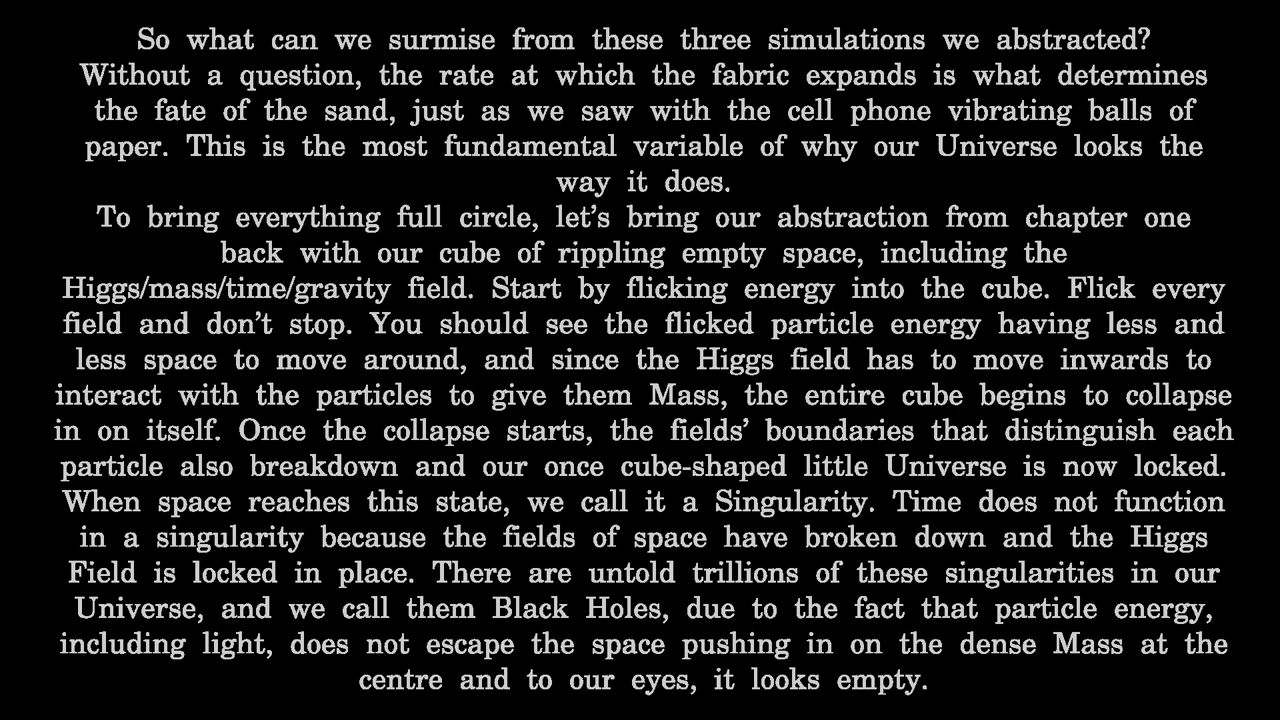 So what can we surmise from these three simulations we abstracted?
Without a question, the rate at which the fabric expands is what determines
the fate of the sand, just as we saw with the cell phone vibrating balls of
paper. This is the most fundamental variable of why our Universe looks the
way it does.
To bring everything full circle, let’s bring our abstraction from chapter one
back with our cube of rippling empty space, including the
Higgs/mass/time/gravity field. Start by flicking energy into the cube. Flick every
field and don’t stop. You should see the flicked particle energy having less and
less space to move around, and since the Higgs field has to move inwards to
interact with the particles to give them Mass, the entire cube begins to collapse
in on itself. Once the collapse starts, the fields’ boundaries that distinguish each
particle also breakdown and our once cube-shaped little Universe is now locked.
When space reaches this state, we call it a Singularity. Time does not function
in a singularity because the fields of space have broken down and the Higgs
Field is locked in place. There are untold trillions of these singularities in our
Universe, and we call them Black Holes, due to the fact that particle energy,
including light, does not escape the space pushing in on the dense Mass at the
centre and to our eyes, it looks empty.